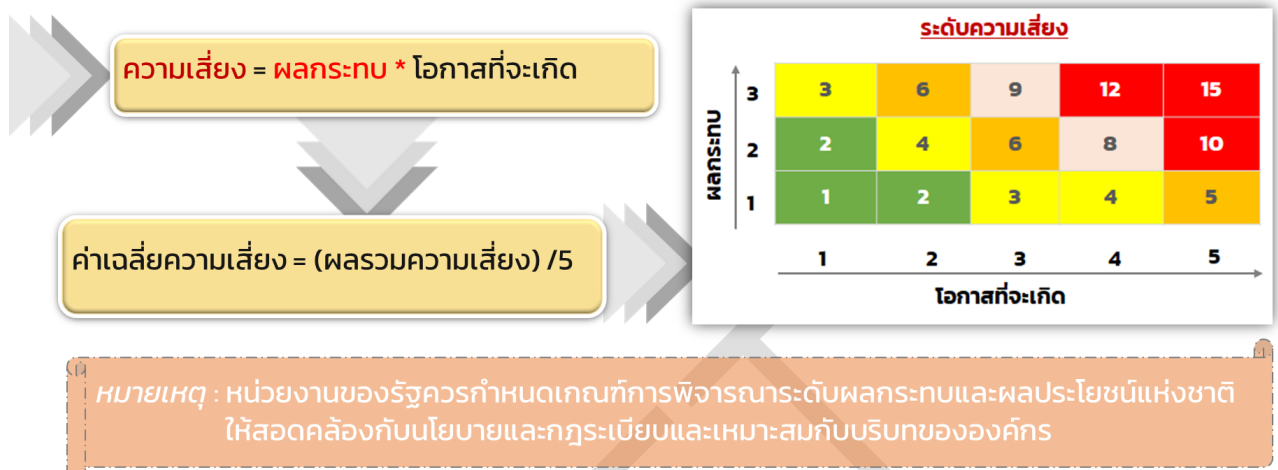 ความเสี่ยง = ผลกระทบ * โอกาสที่จะเกิด
ค่าเฉลี่ยความเสี่ยง = (ผลรวมความเสี่ยง) /5
ระดับความเสี่ยง
ผลกระทบ
3 3 6 9 12 15
2 2 4 6 8 10
1 1 2 3 4 5
1 2 3 4 5
โอกาสที่จะเกิด
หมายเหตุ : หน่วยงานของรัฐควรกำหนดเกณฑ์การพิจารณาระดับผลกระทบและผลประโยชน์แห่งชาติ
ให้สอดคล้องกับนโยบายและกฎระเบียบและเหมาะสมกับบริบทขององค์กร